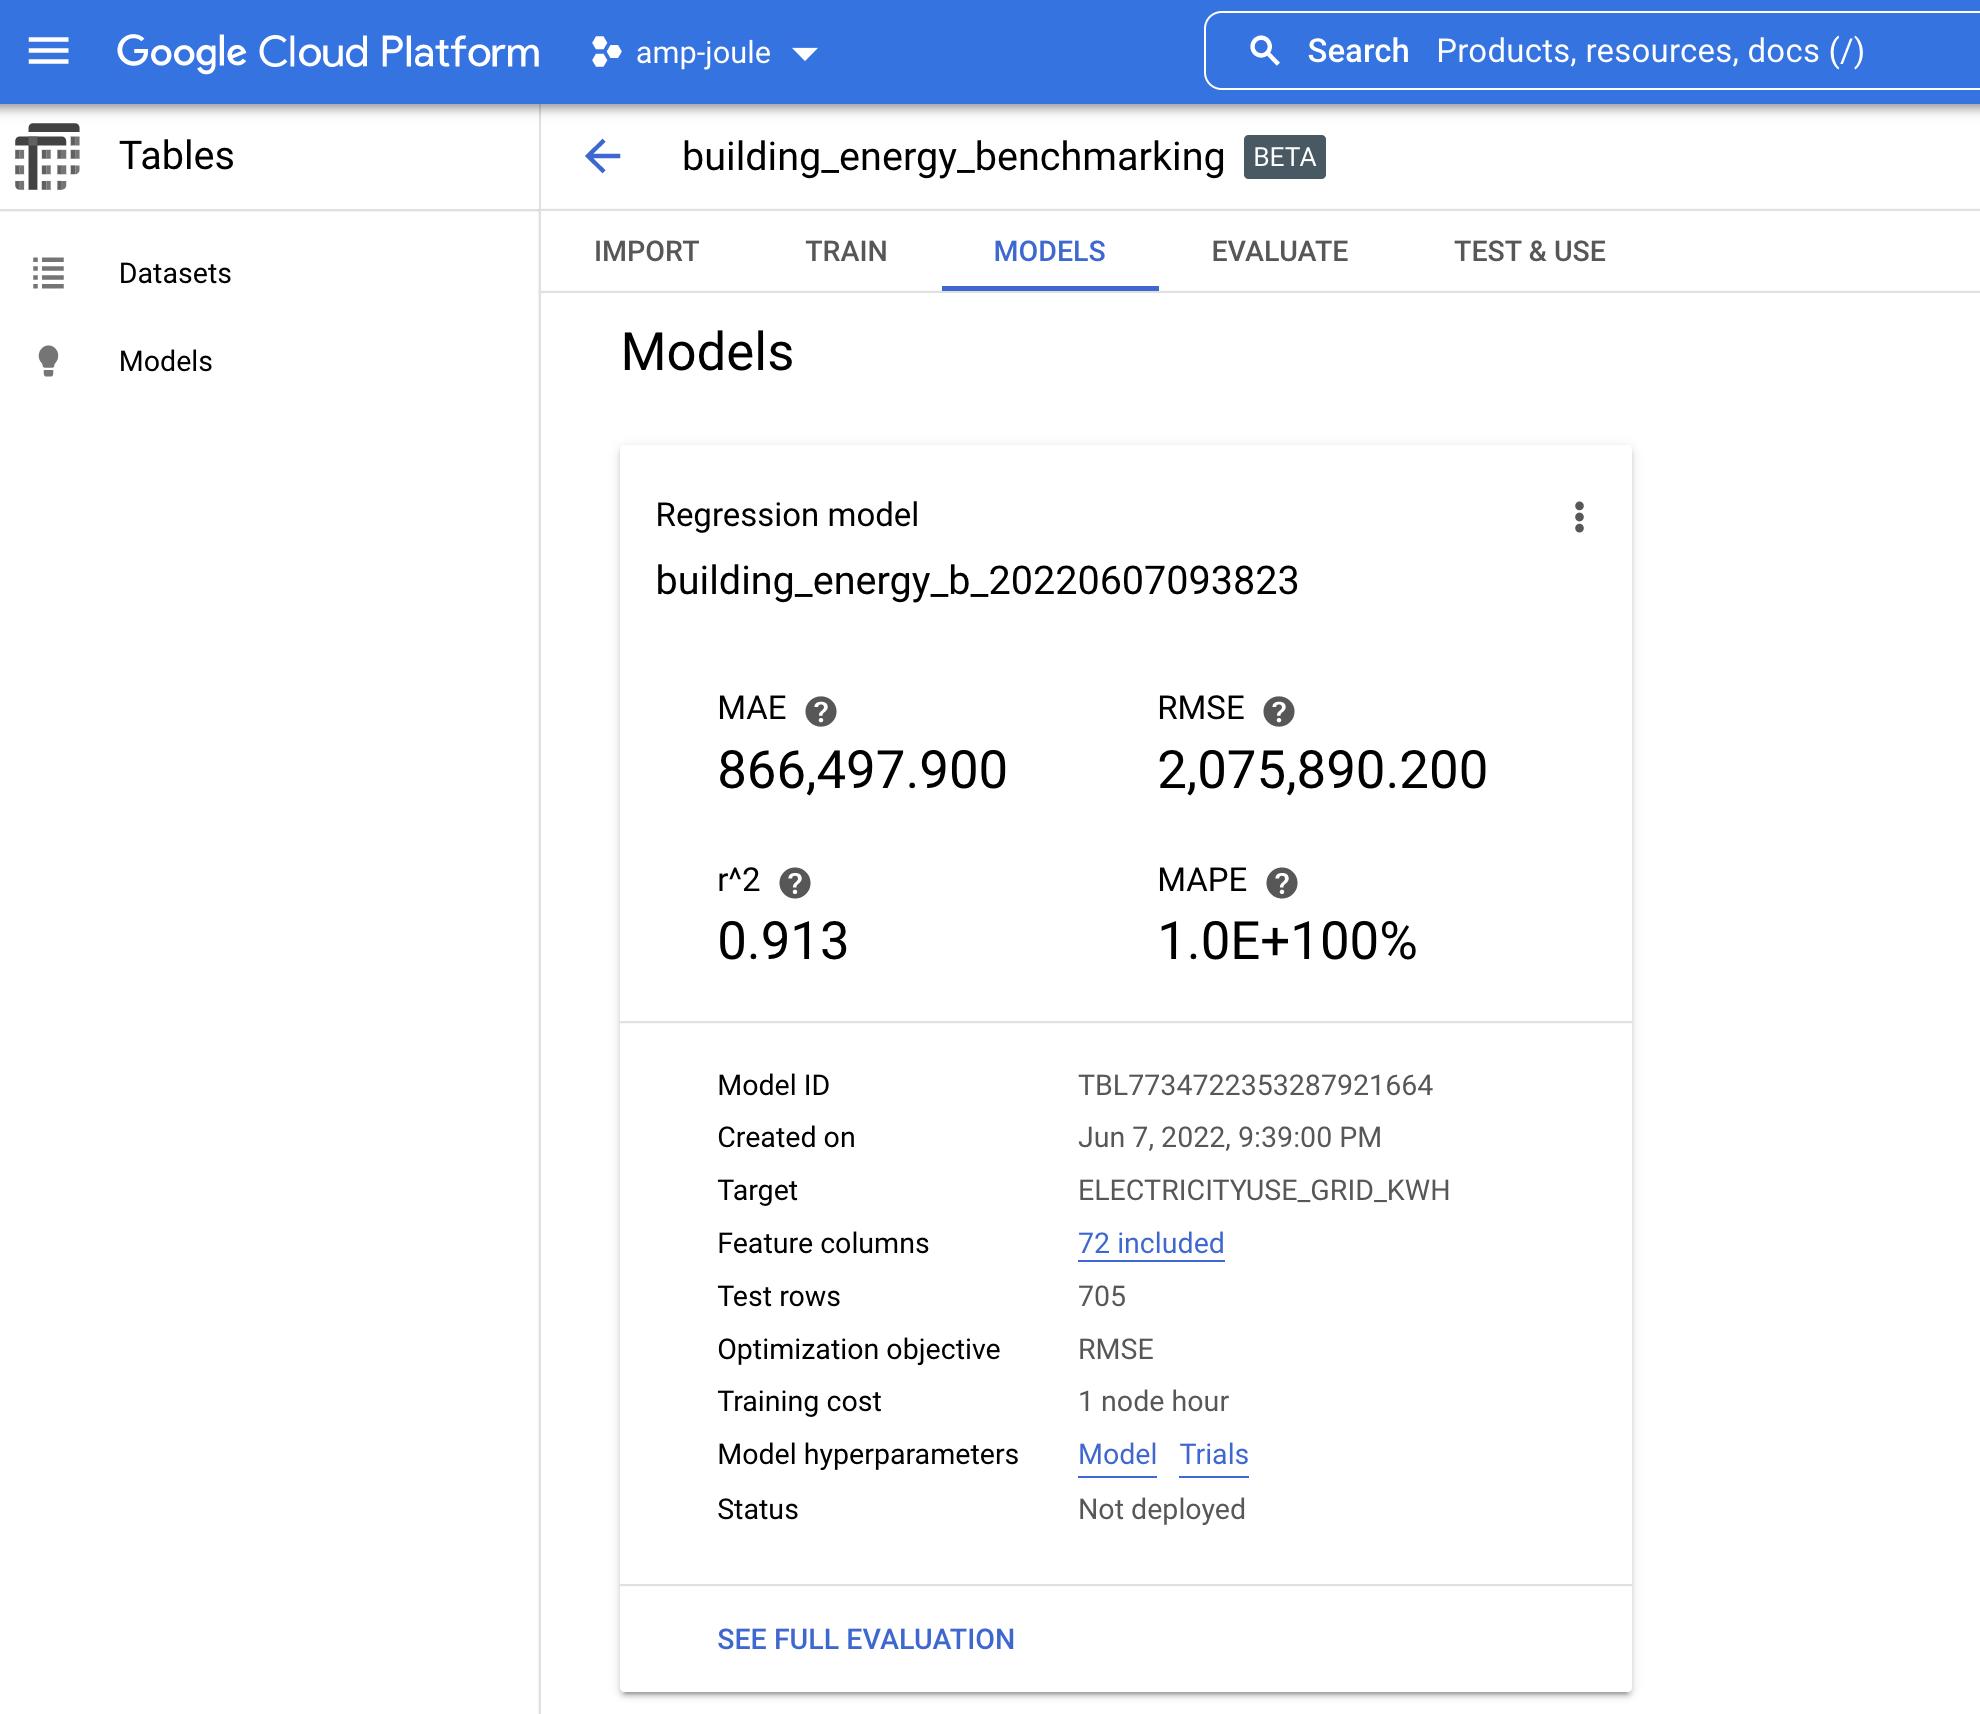 Google Cloud Platform amp-joule Search Products, resources, docs (/)
Tables
building_energy_benchmarking BETA
IMPORT TRAIN MODELS EVALUATE TEST & USE
Datasets
Models
Models
Regression model
building_energy_b_20220607093823
MAE RMSE
866,497.900 2,075,890.200
r^2 MAPE
0.913 1.0E+100%
Model ID TBL7734722353287921664
Created on Jun 7, 2022, 9:39:00 PM
Target ELECTRICITYUSE_GRID_KWH
Feature columns 72 included
Test rows 705
Optimization objective RMSE
Training cost 1 node hour
Model hyperparameters Model Trials
Status Not deployed
SEE FULL EVALUATION